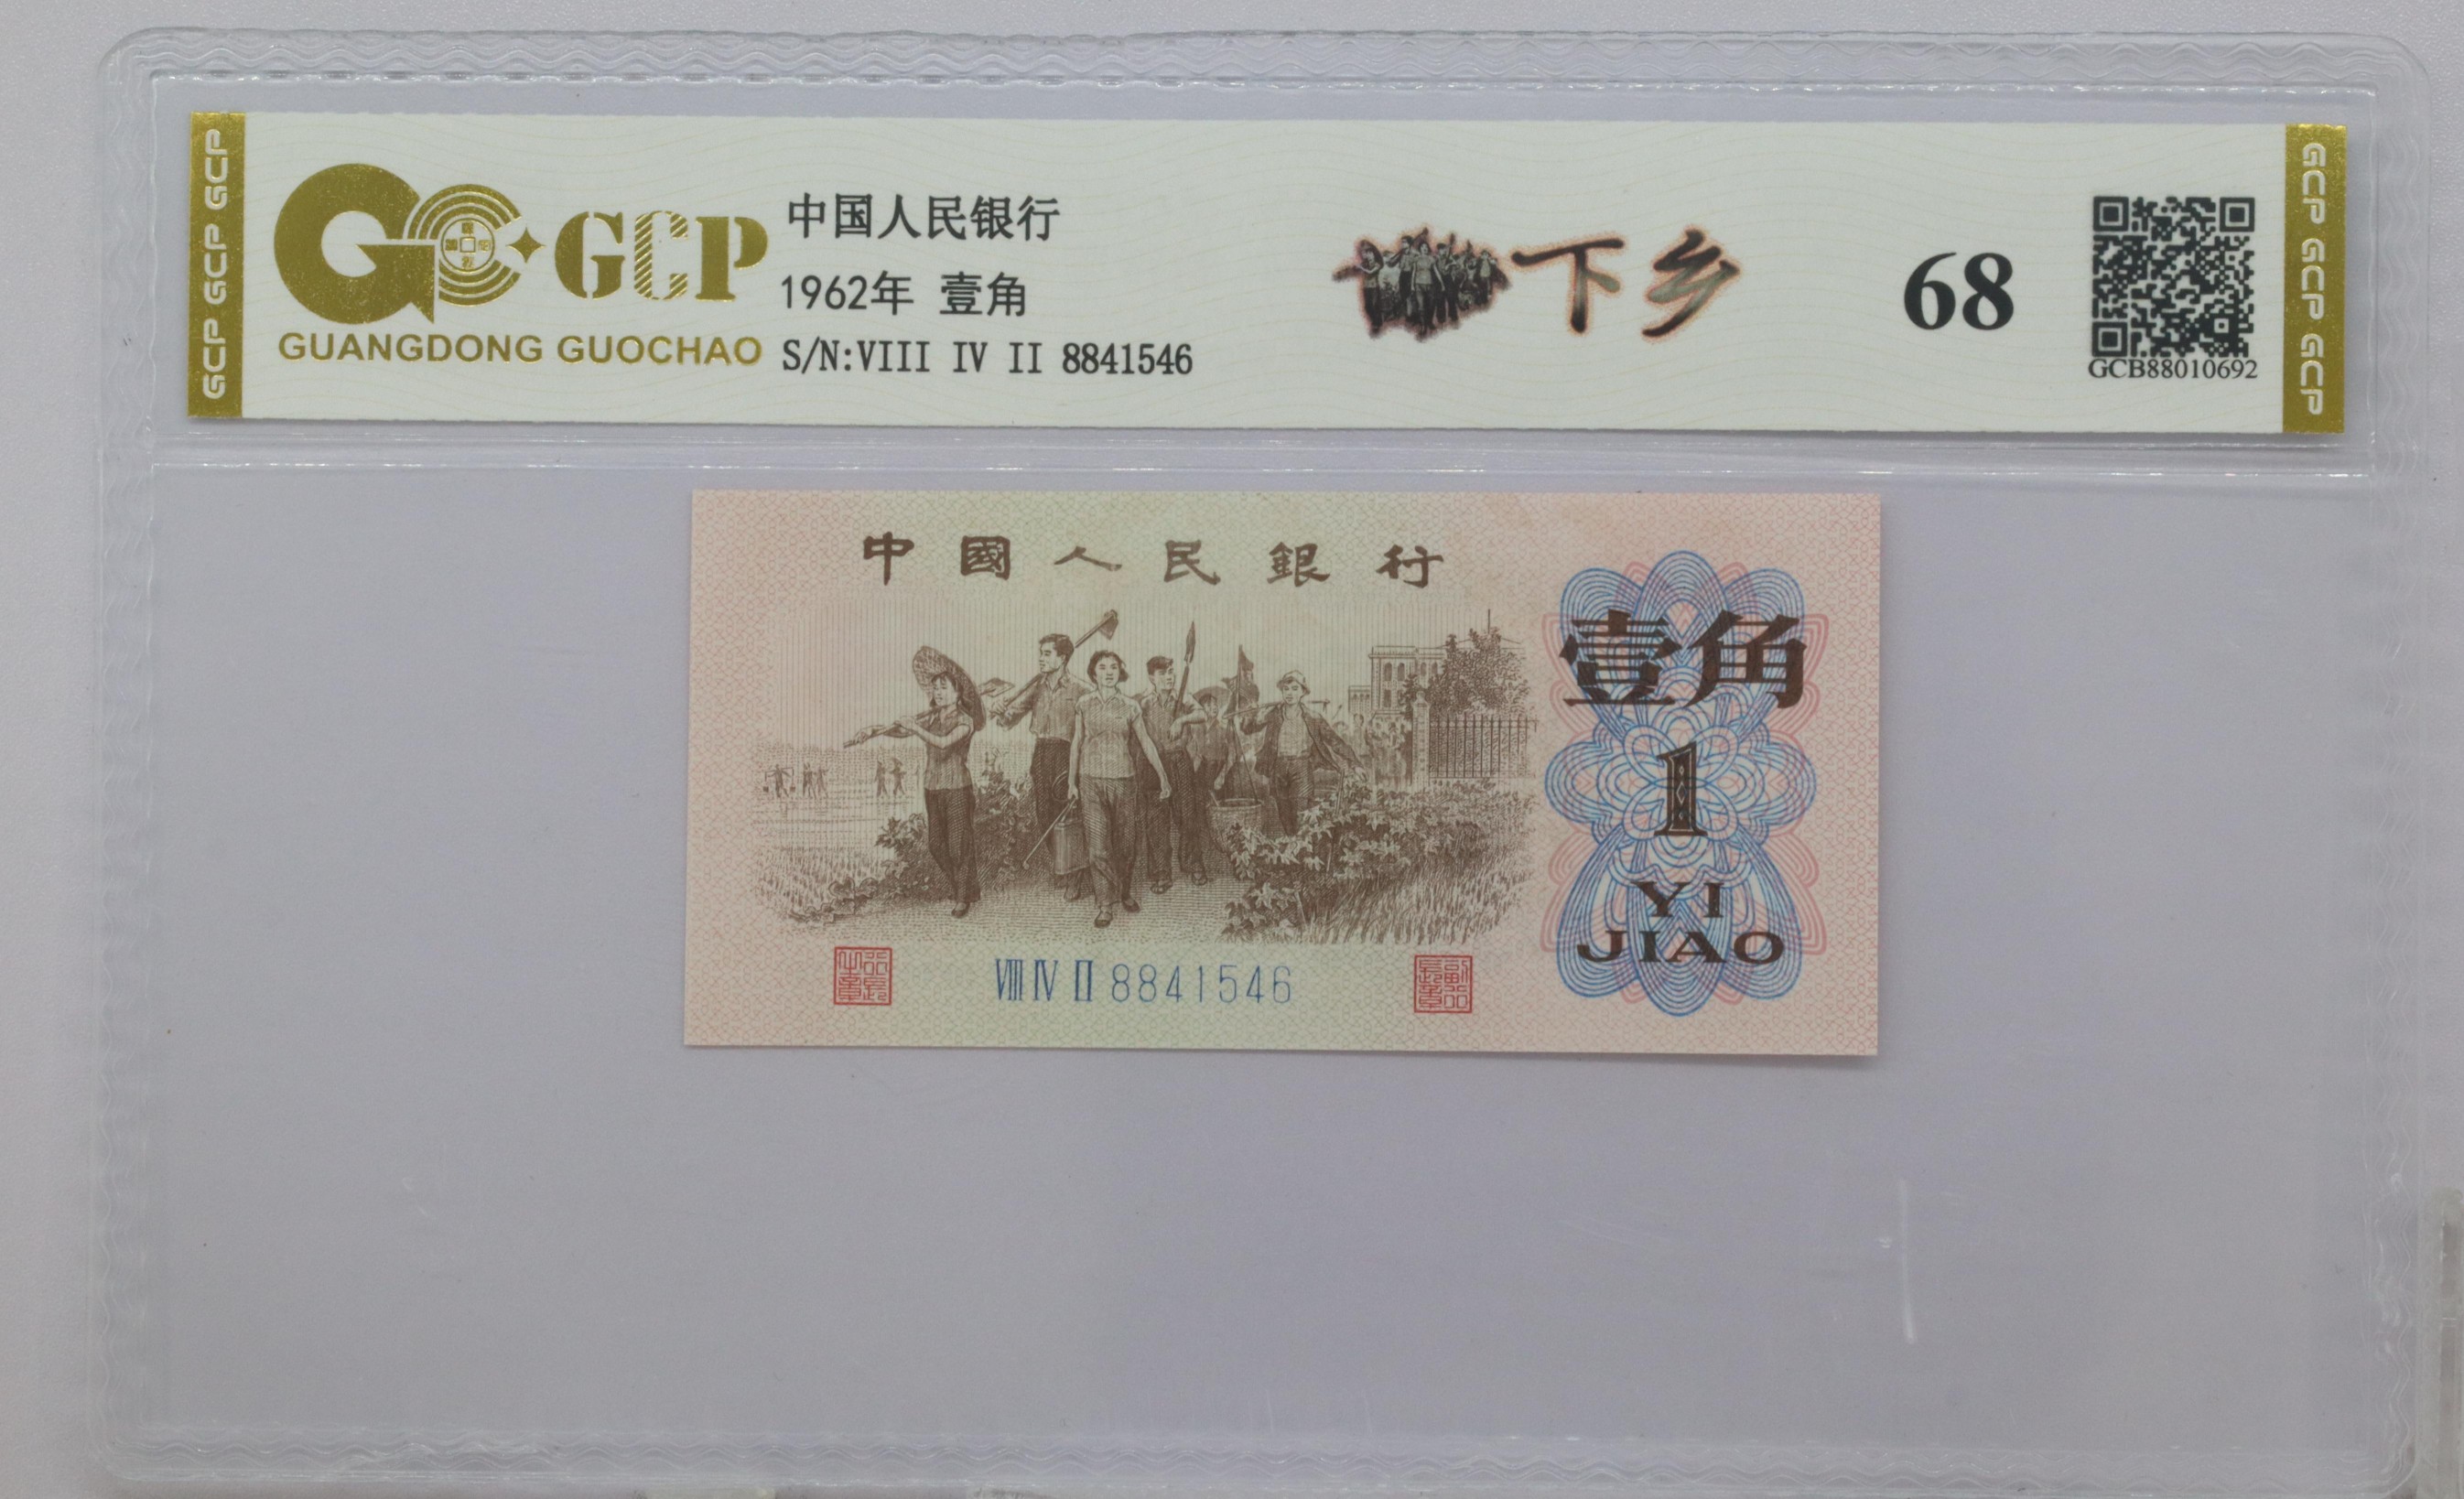 GCP GCP GCP
GCP
GUANGDONG GUOCHAO
中国人民银行
1962年 壹角
S/N:VIII IV II 8841546
下乡
68
GCB88010692
GCP GCP GCP
中國人民銀行
壹角
1
YI
JIAO
VIII IV II 8841546